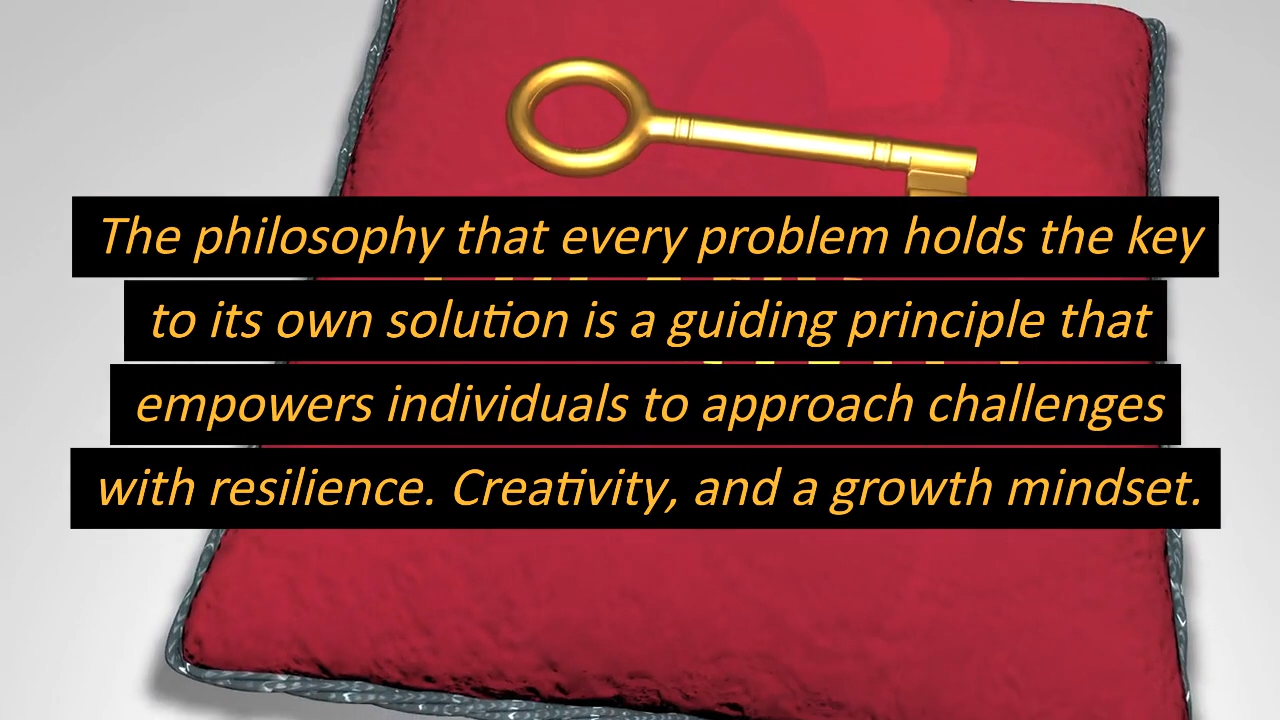 The philosophy that every problem holds the key
to its own solution is a guiding principle that
empowers individuals to approach challenges
with resilience. Creativity, and a growth mindset.